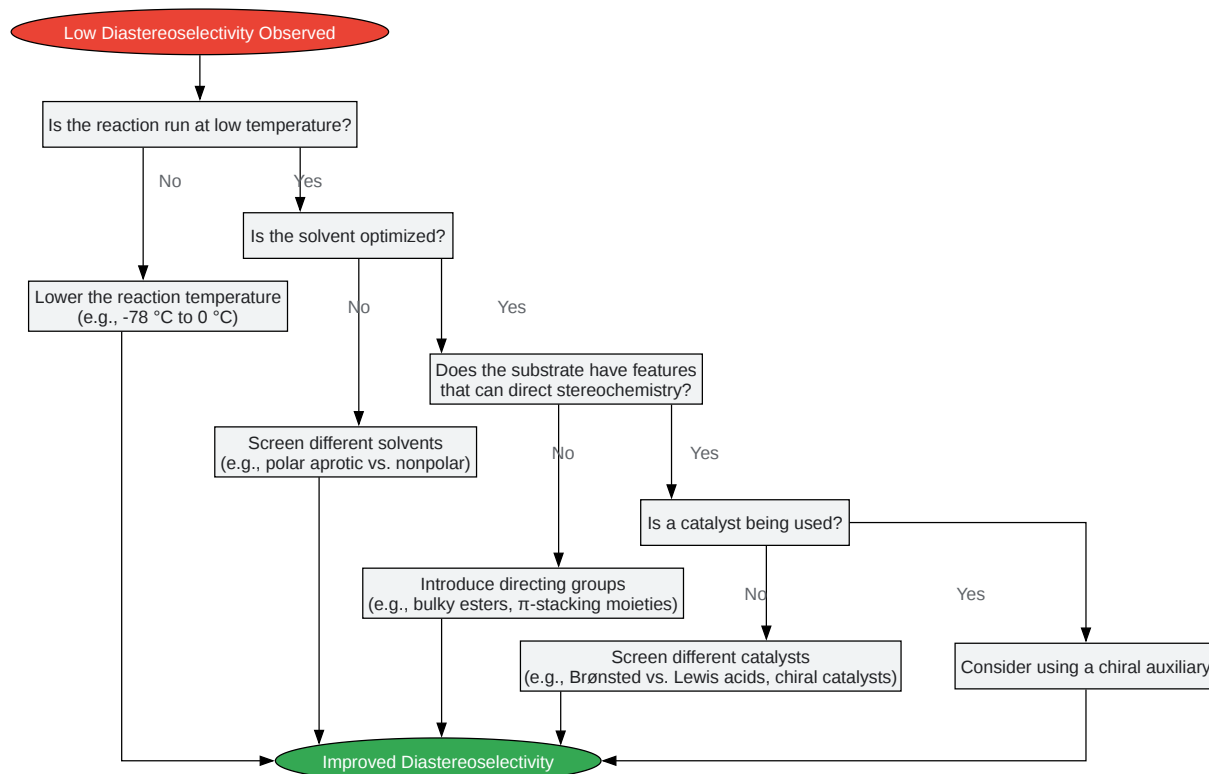 Low Diastereoselectivity Observed
Is the reaction run at low temperature?
No
Yes
Is the solvent optimized?
Lower the reaction temperature
(e.g., -78 °C to 0 °C)
No
Yes
Does the substrate have features
that can direct stereochemistry?
Screen different solvents
(e.g., polar aprotic vs. nonpolar)
No
Yes
Is a catalyst being used?
Introduce directing groups
(e.g., bulky esters, π-stacking moieties)
No
Yes
Screen different catalysts
(e.g., Brønsted vs. Lewis acids, chiral catalysts)
Consider using a chiral auxiliary
Improved Diastereoselectivity